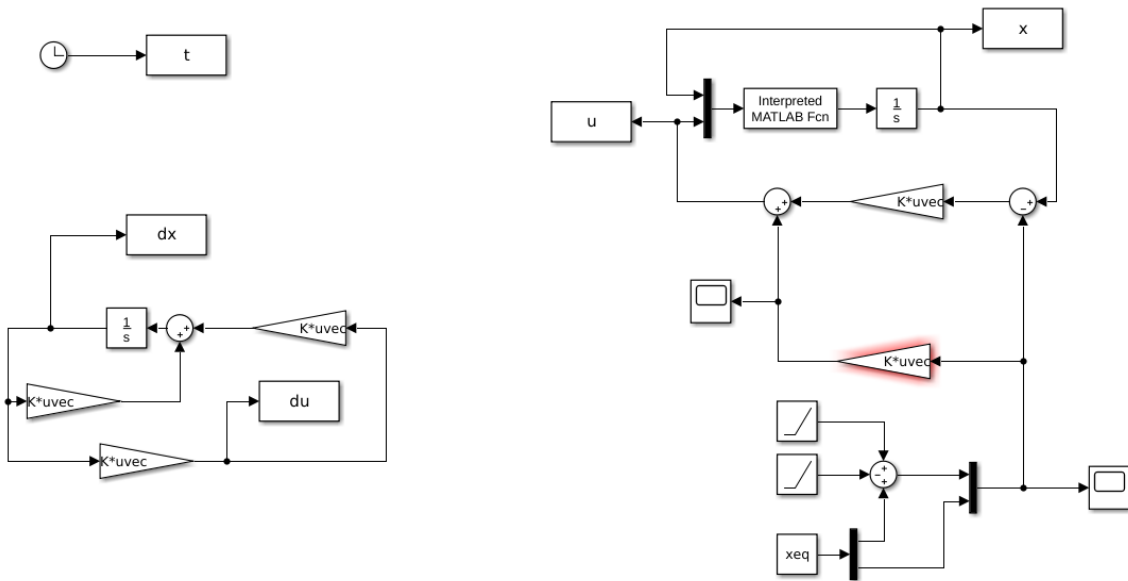 t
x
Interpreted
MATLAB Fcn
1
s
u
K*uvec
dx
1
s
K*uvec
K*uvec
K*uvec
du
K*uvec
xeq